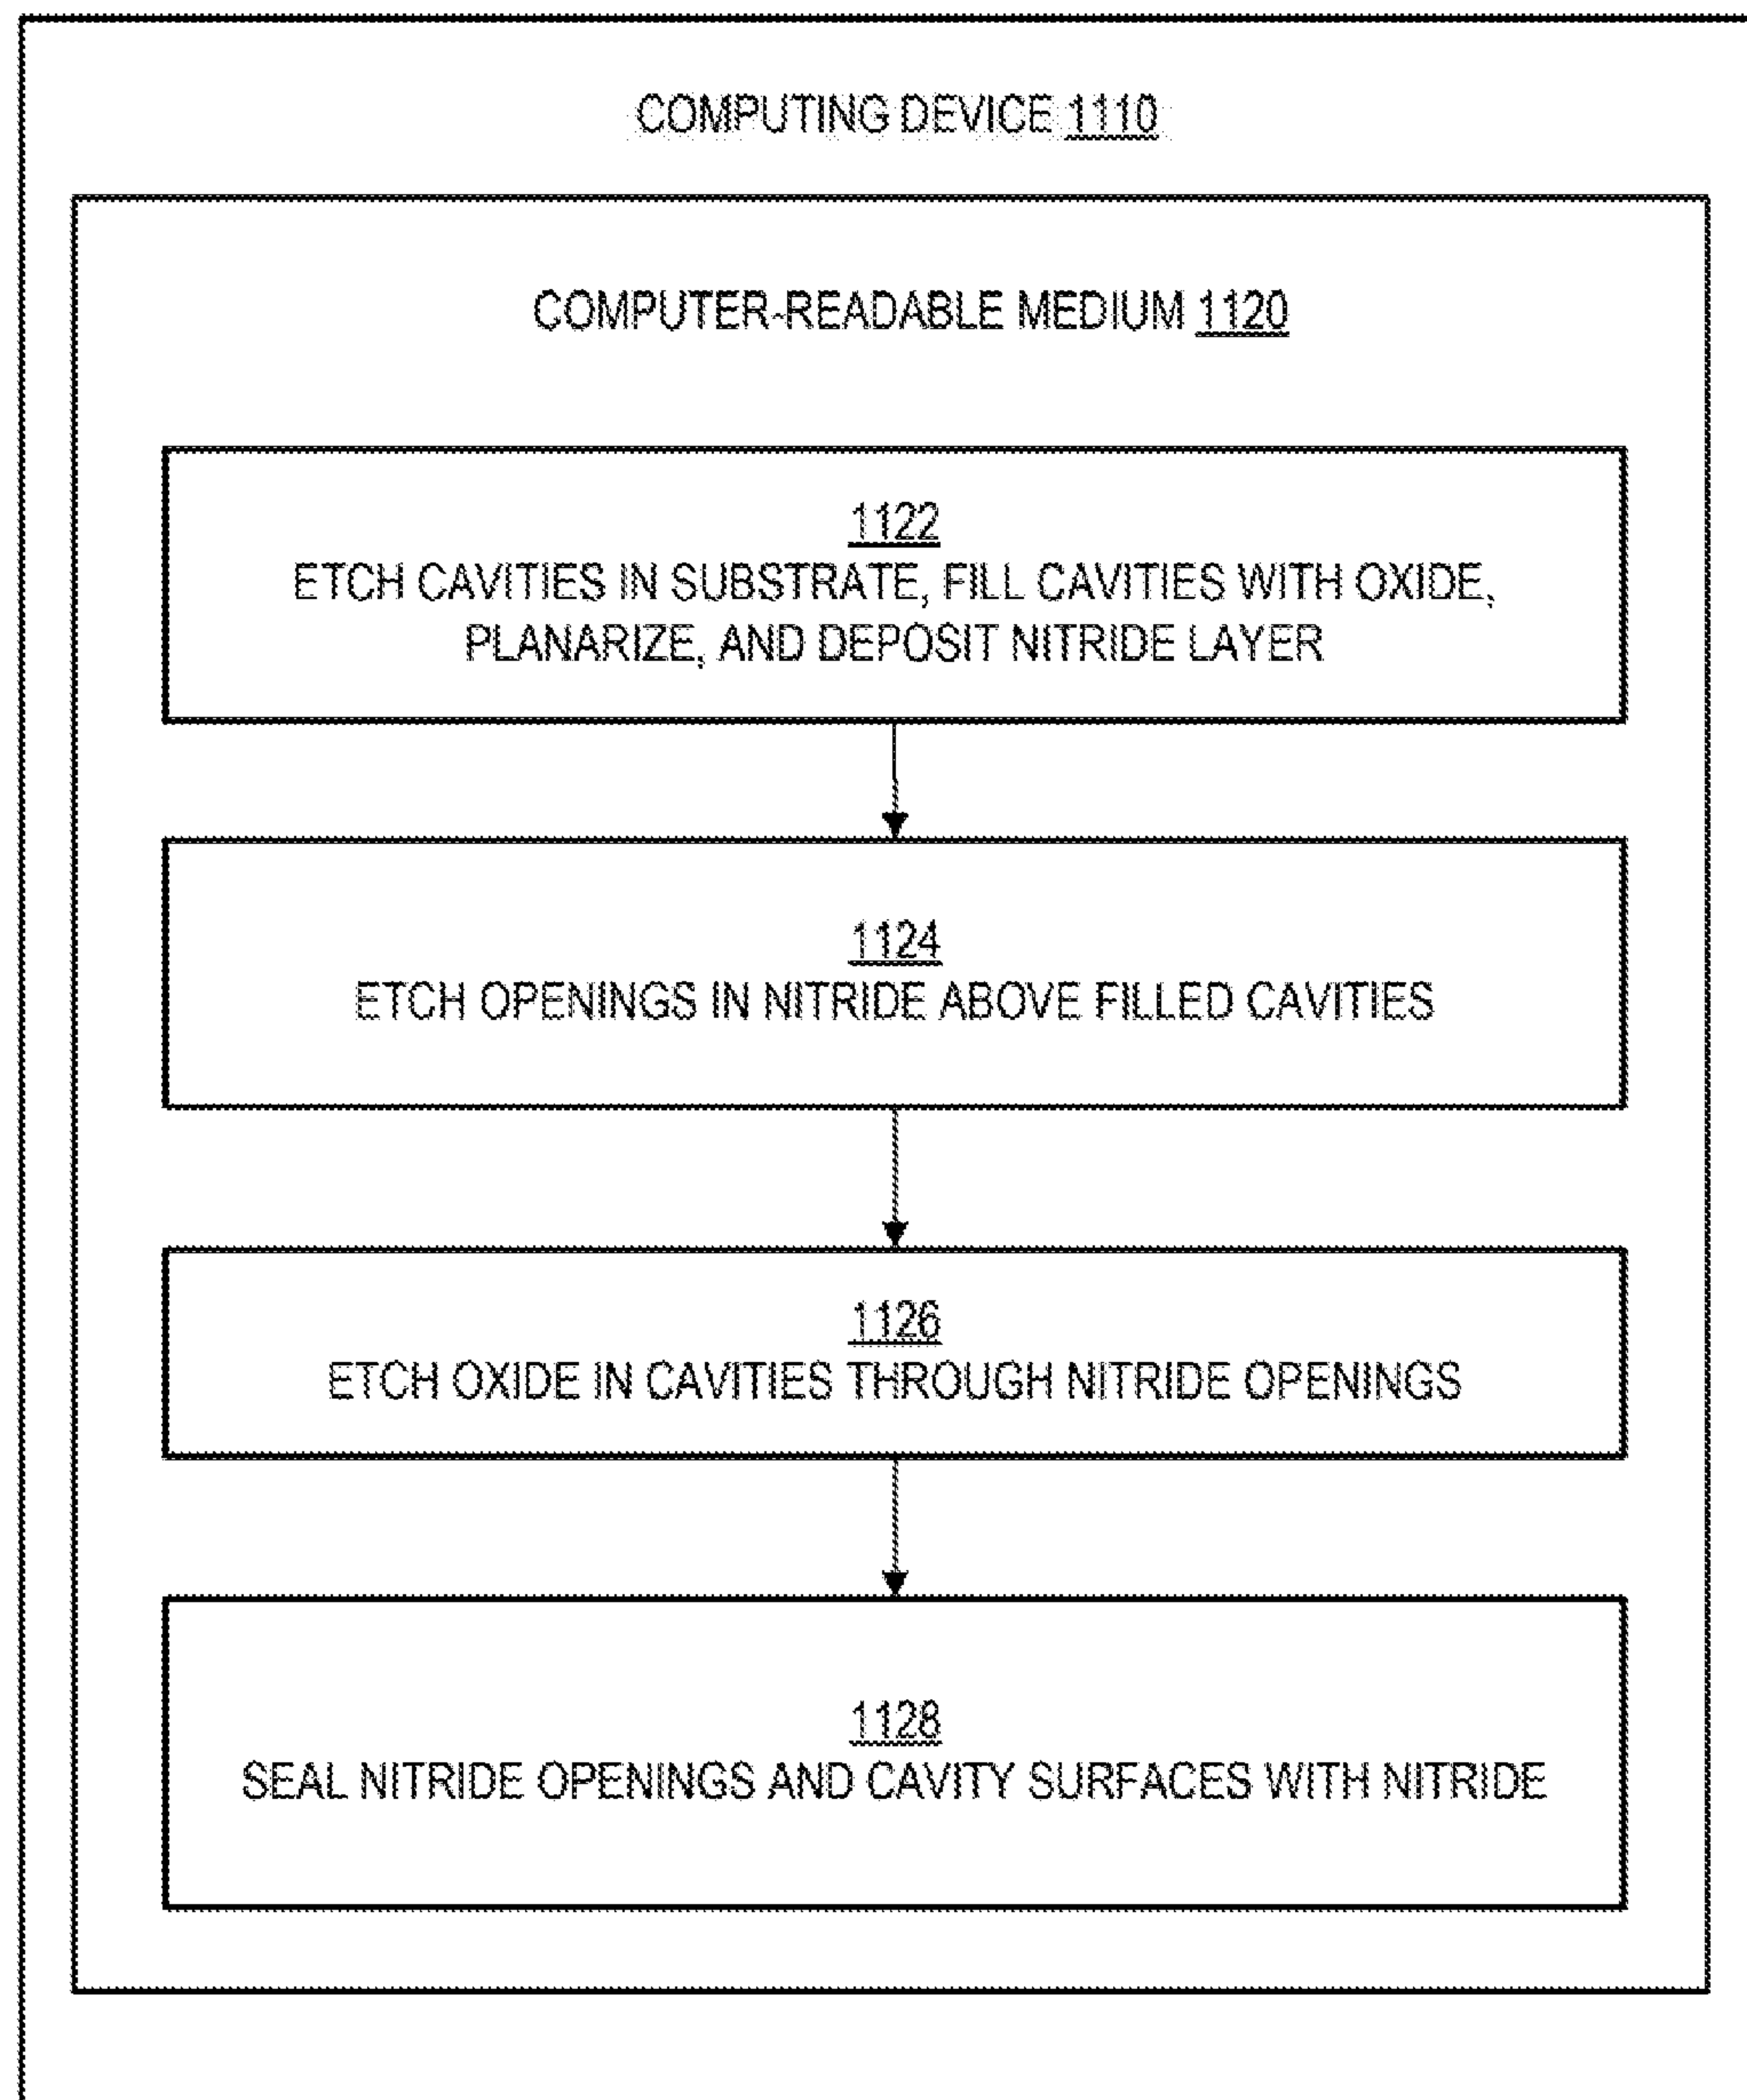 COMPUTING DEVICE 1110
COMPUTER-READABLE MEDIUM 1120
1122
ETCH CAVITIES IN SUBSTRATE, FILL CAVITIES WITH OXIDE,
PLANARIZE, AND DEPOSIT NITRIDE LAYER
1124
ETCH OPENINGS IN NITRIDE ABOVE FILLED CAVITIES
1126
ETCH OXIDE IN CAVITIES THROUGH NITRIDE OPENINGS
1128
SEAL NITRIDE OPENINGS AND CAVITY SURFACES WITH NITRIDE